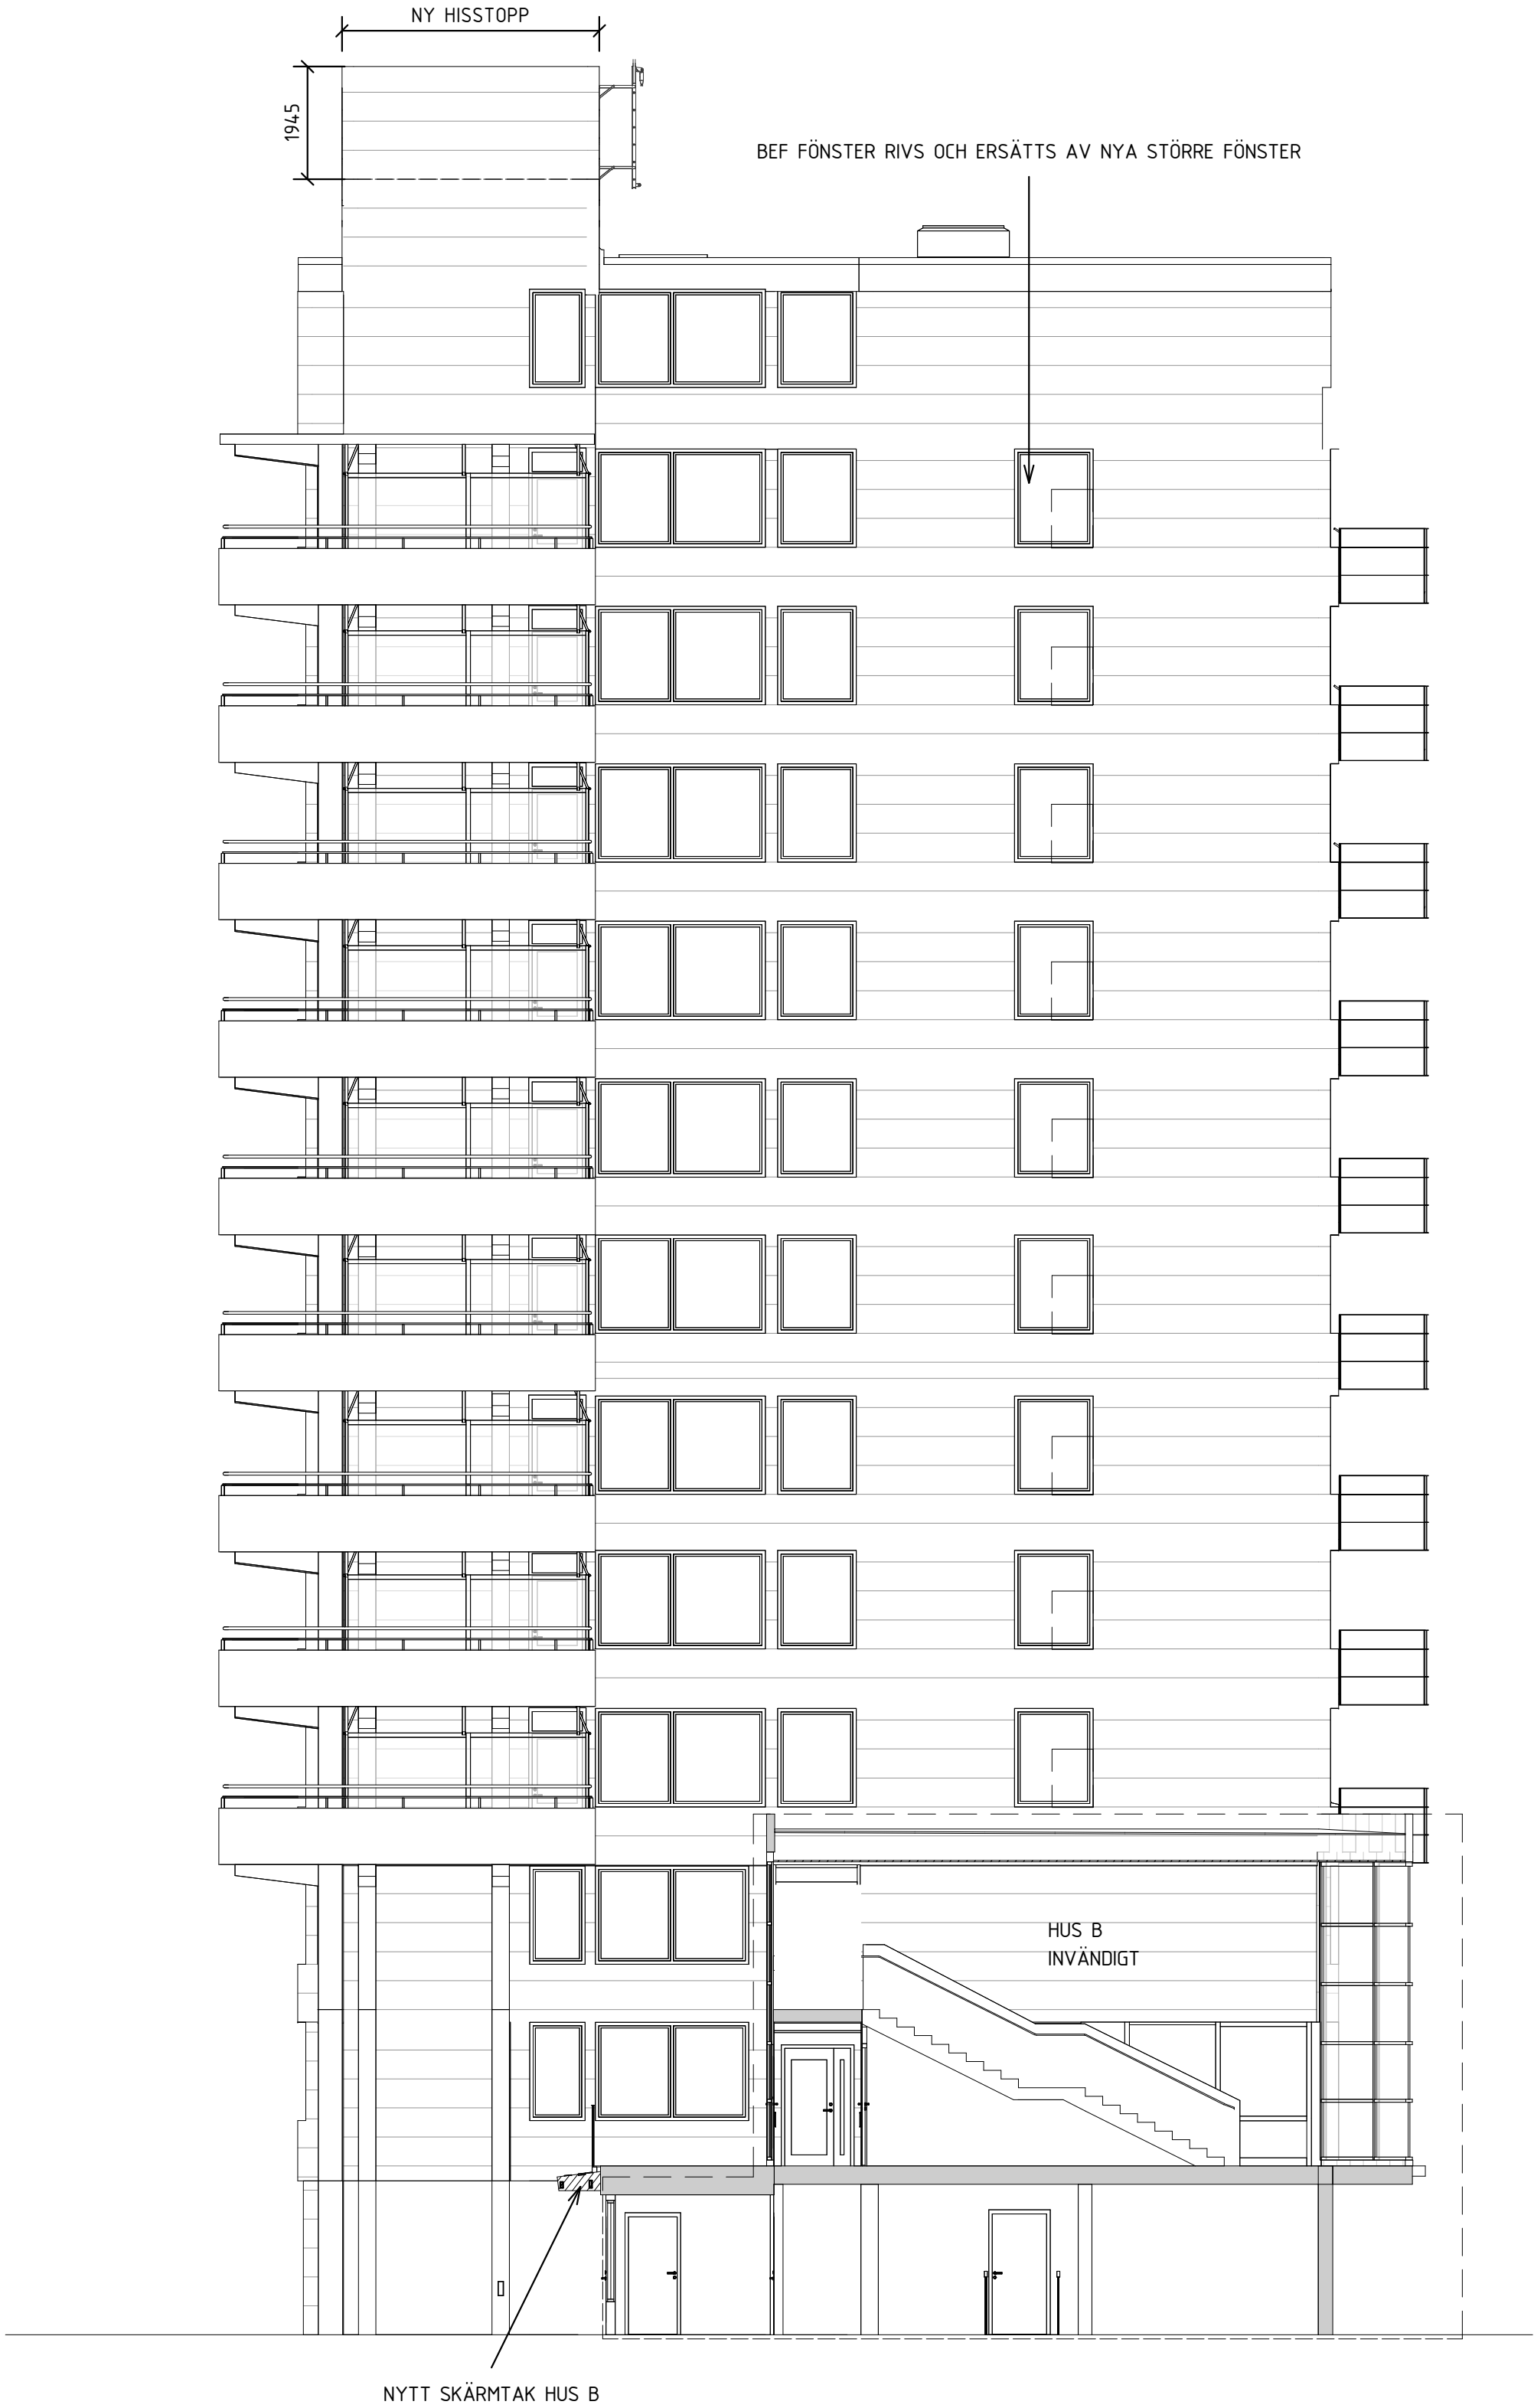 NY HISSTOPP
1945
BEF FÖNSTER RIVS OCH ERSÄTTS AV NYA STÖRRE FÖNSTER
HUS B
INVÄNDIGT
NYTT SKÄRMTAK HUS B